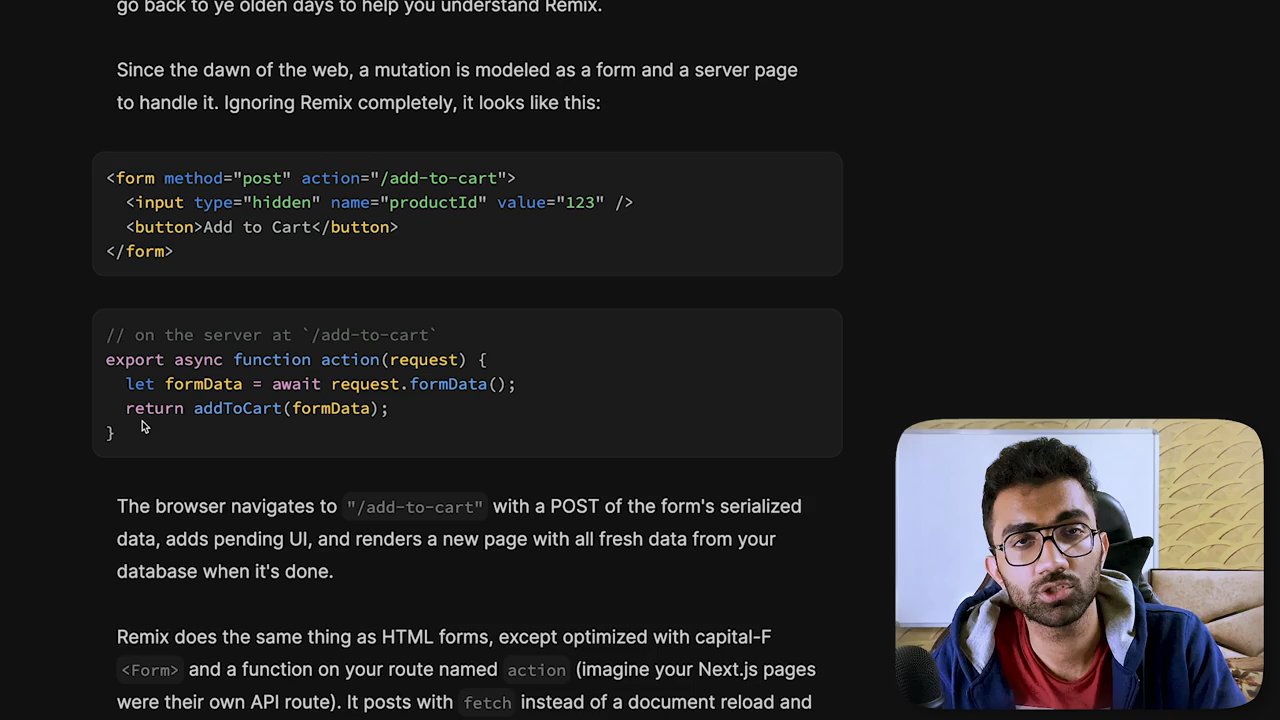 go back to ye olden days to help you understand Remix.
Since the dawn of the web, a mutation is modeled as a form and a server page
to handle it. Ignoring Remix completely, it looks like this:
<form method="post" action="/add-to-cart">
  <input type="hidden" name="productId" value="123" />
  <button>Add to Cart</button>
</form>
// on the server at `/add-to-cart`
export async function action(request) {
  let formData = await request.formData();
  return addToCart(formData);
}
The browser navigates to "/add-to-cart" with a POST of the form's serialized
data, adds pending UI, and renders a new page with all fresh data from your
database when it's done.
Remix does the same thing as HTML forms, except optimized with capital-F
<Form> and a function on your route named action (imagine your Next.js pages
were their own API route). It posts with fetch instead of a document reload and